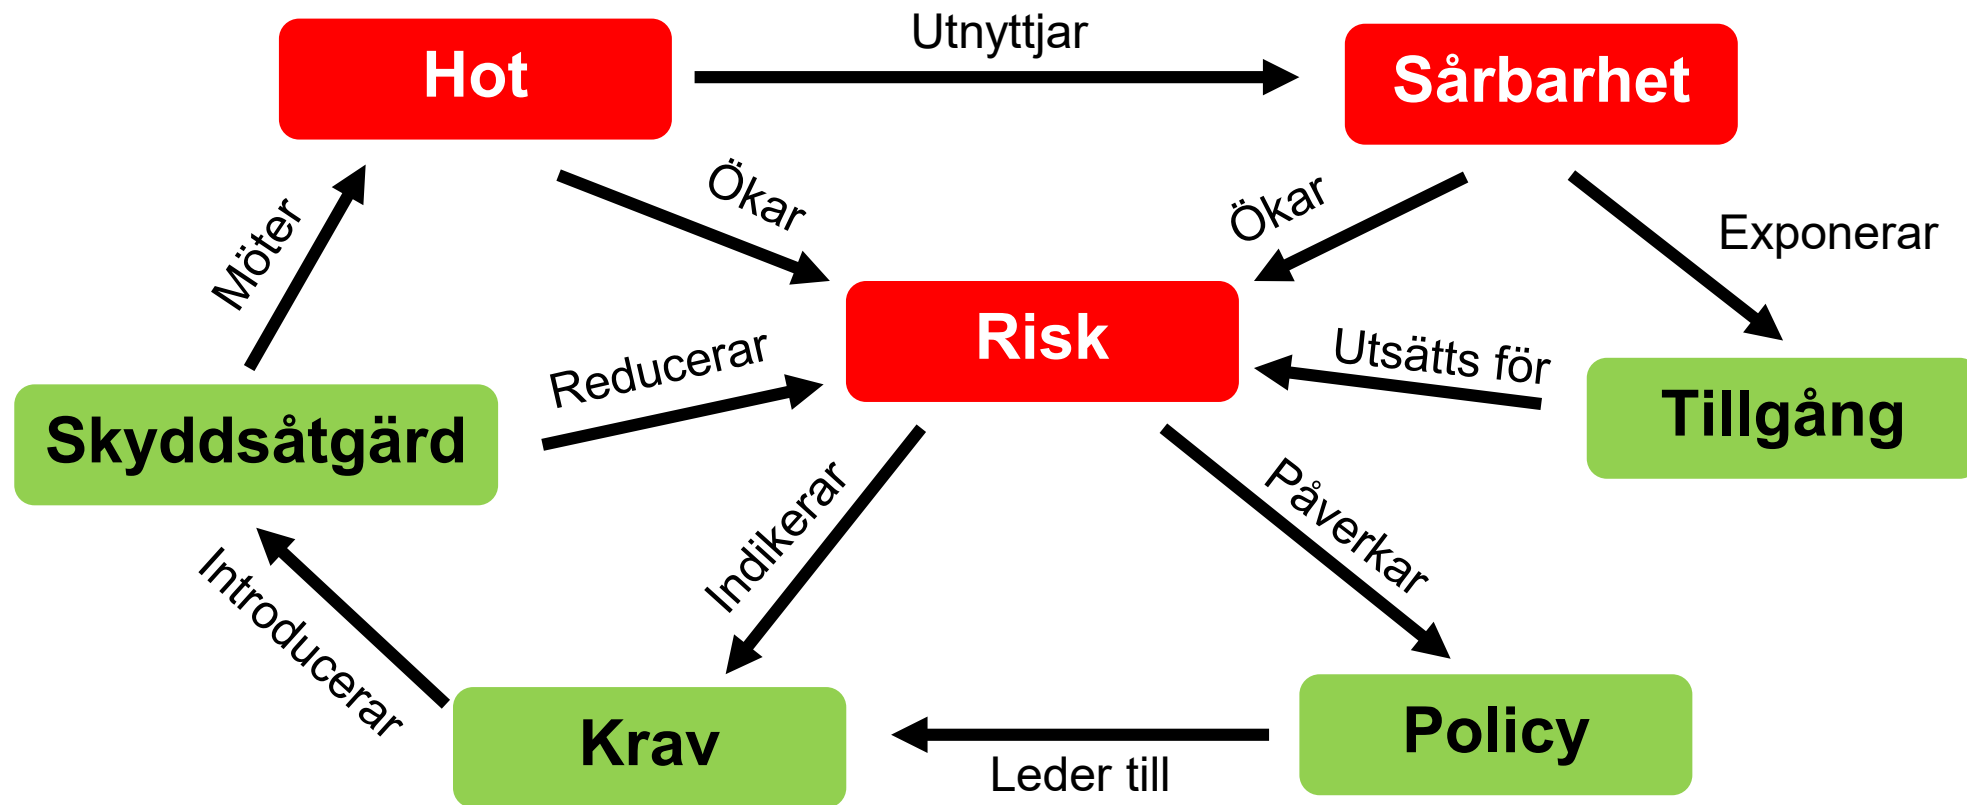 Utnyttjar
Hot
Sårbarhet
Ökar
Ökar
Möter
Exponerar
Risk
Reducerar
Utsätts för
Skyddsåtgärd
Tillgång
Indikerar
Påverkar
Introducerar
Krav
Leder till
Policy